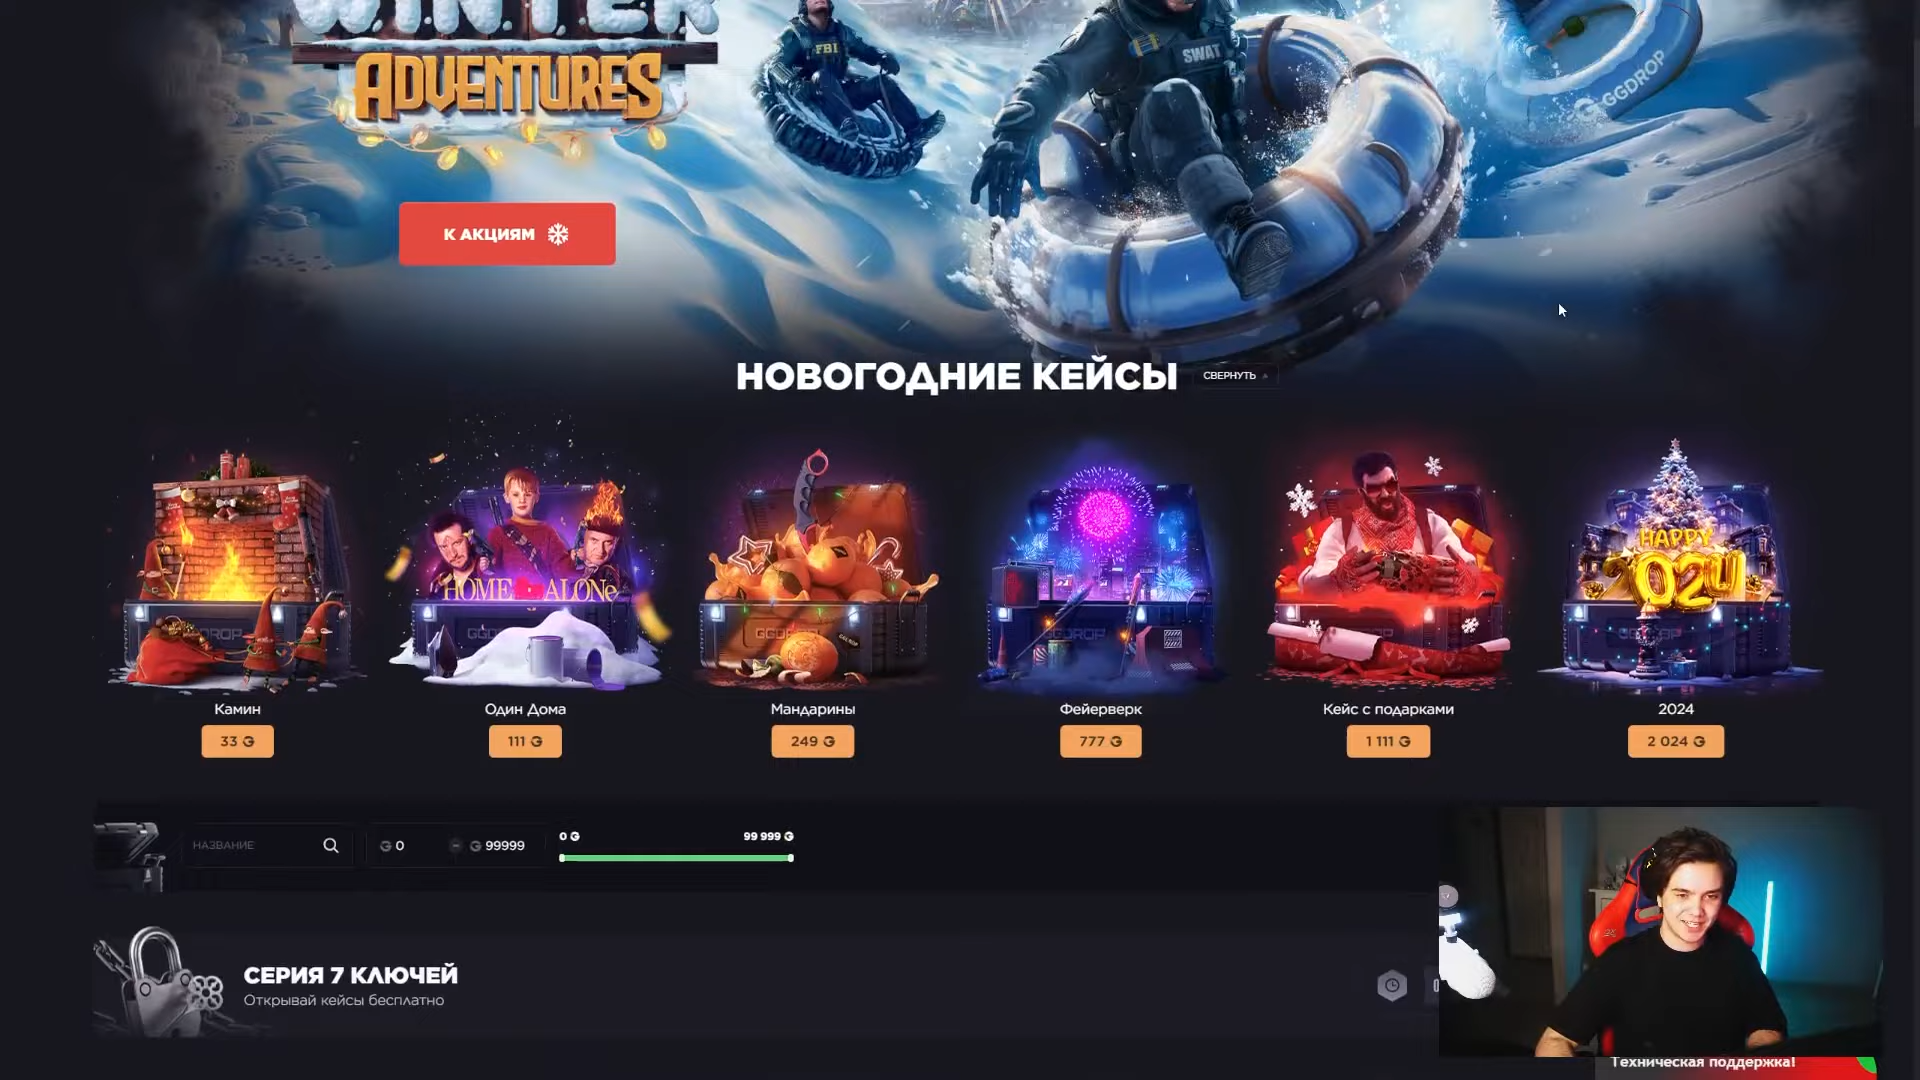 WINTER
ADVENTURES
FBI
SWAT
GGDROP
К АКЦИЯМ
НОВОГОДНИЕ КЕЙСЫ
СВЕРНУТЬ
HOME ALONe
HAPPY
2024
GGDROP
Камин
Один Дома
Мандарины
Фейерверк
Кейс с подарками
2024
33 G
111 G
249 G
777 G
1 111 G
2 024 G
0 G
99 999 G
НАЗВАНИЕ
G 0
G 99999
СЕРИЯ 7 КЛЮЧЕЙ
Открывай кейсы бесплатно
Техническая поддержка!